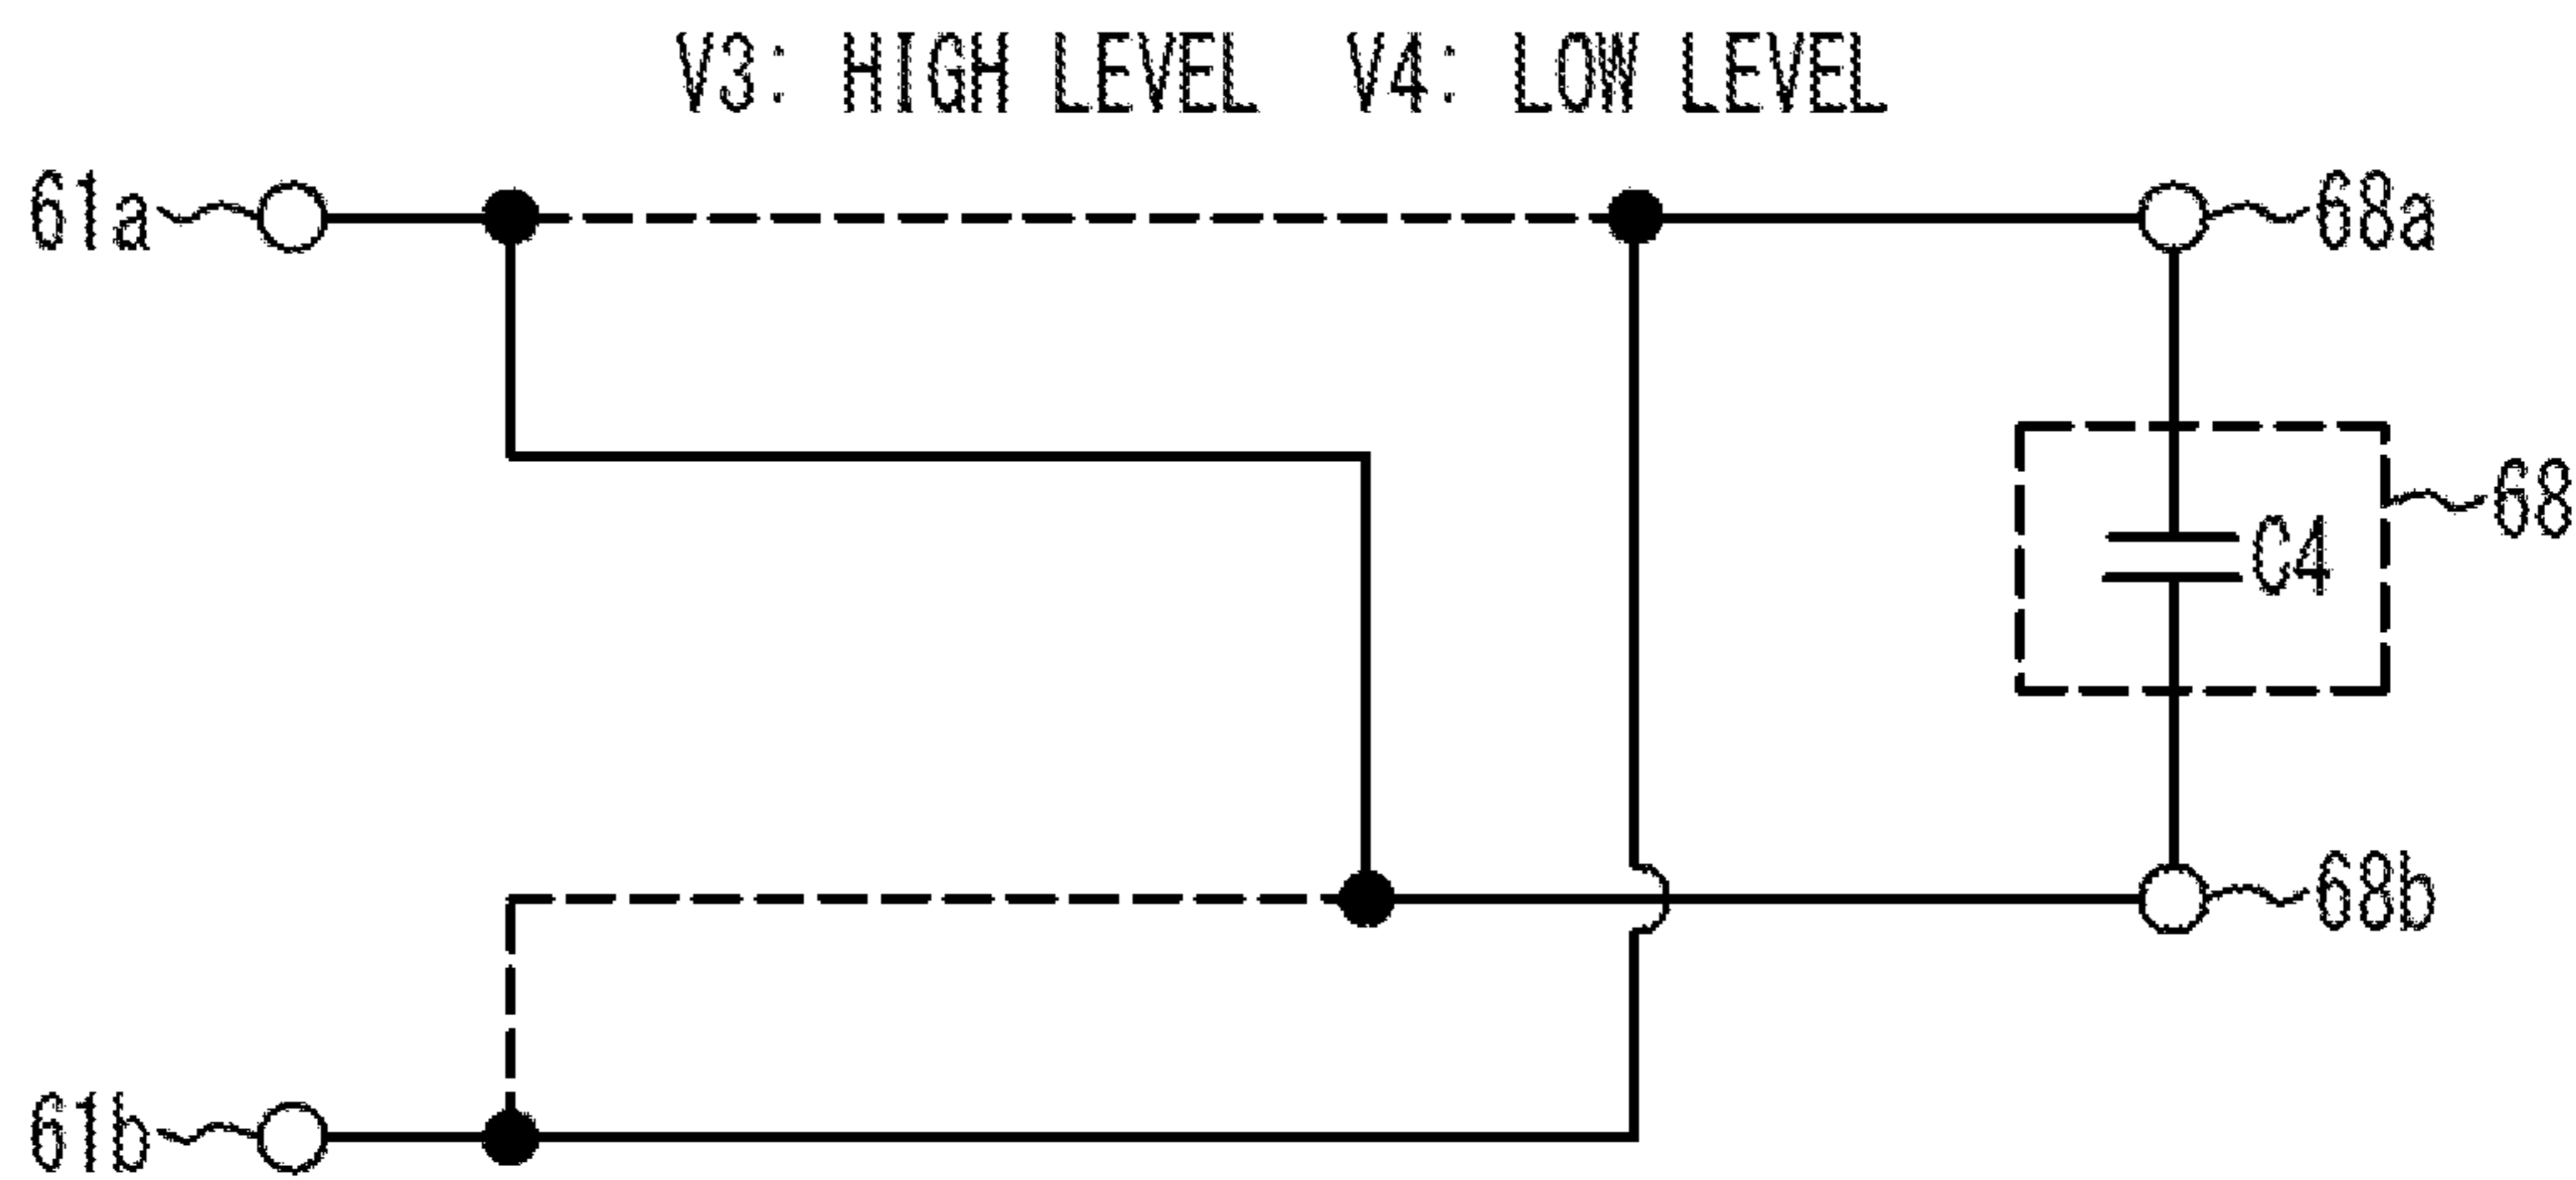 V3: HIGH LEVEL V4: LOW LEVEL
61a
68a
68
C4
68b
61b